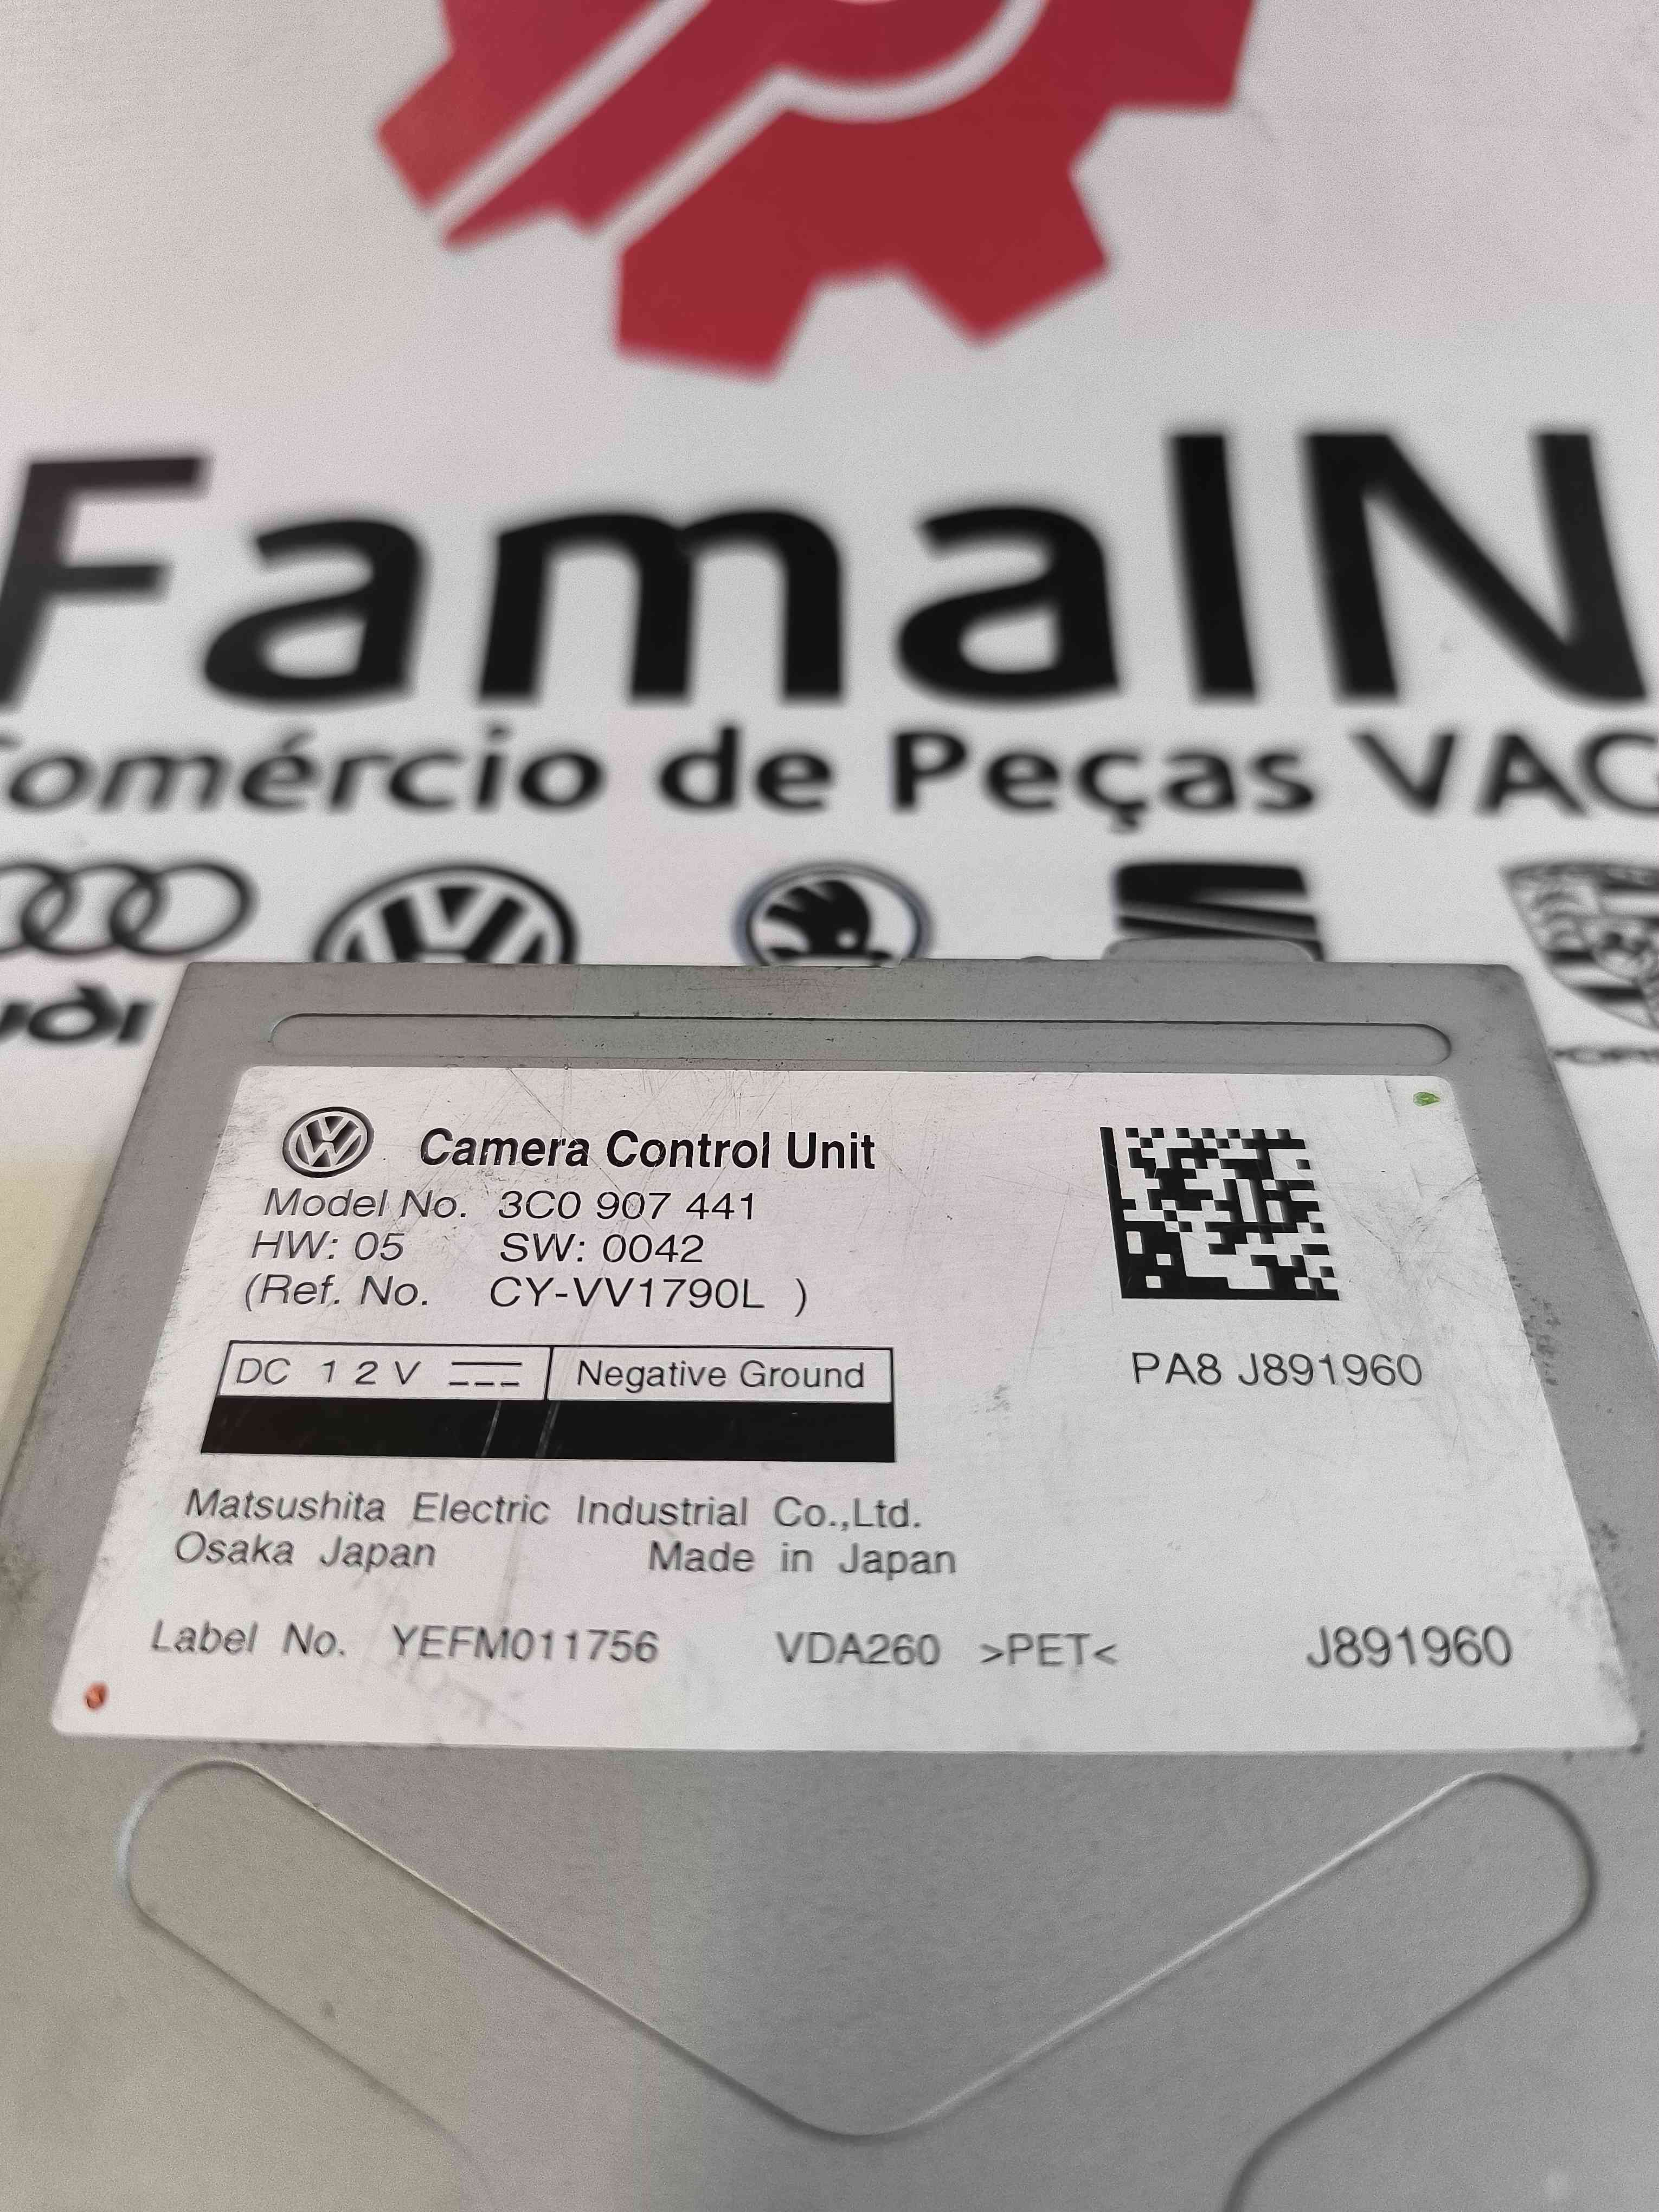 FamaIN
Comércio de Peças VAG
Audi
Camera Control Unit
Model No. 3C0 907 441
HW: 05 SW: 0042
(Ref. No. CY-VV1790L )
DC 12V Negative Ground
PA8 J891960
Matsushita Electric Industrial Co.,Ltd.
Osaka Japan Made in Japan
Label No. YEFM011756 VDA260 >PET< J891960